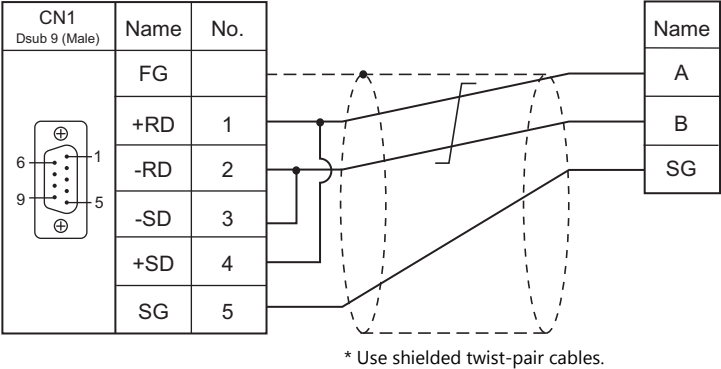 CN1
Dsub 9 (Male)
Name No.
Name
FG
A
+RD 1
B
-RD 2
SG
-SD 3
+SD 4
SG 5
6 1
9 5
* Use shielded twist-pair cables.